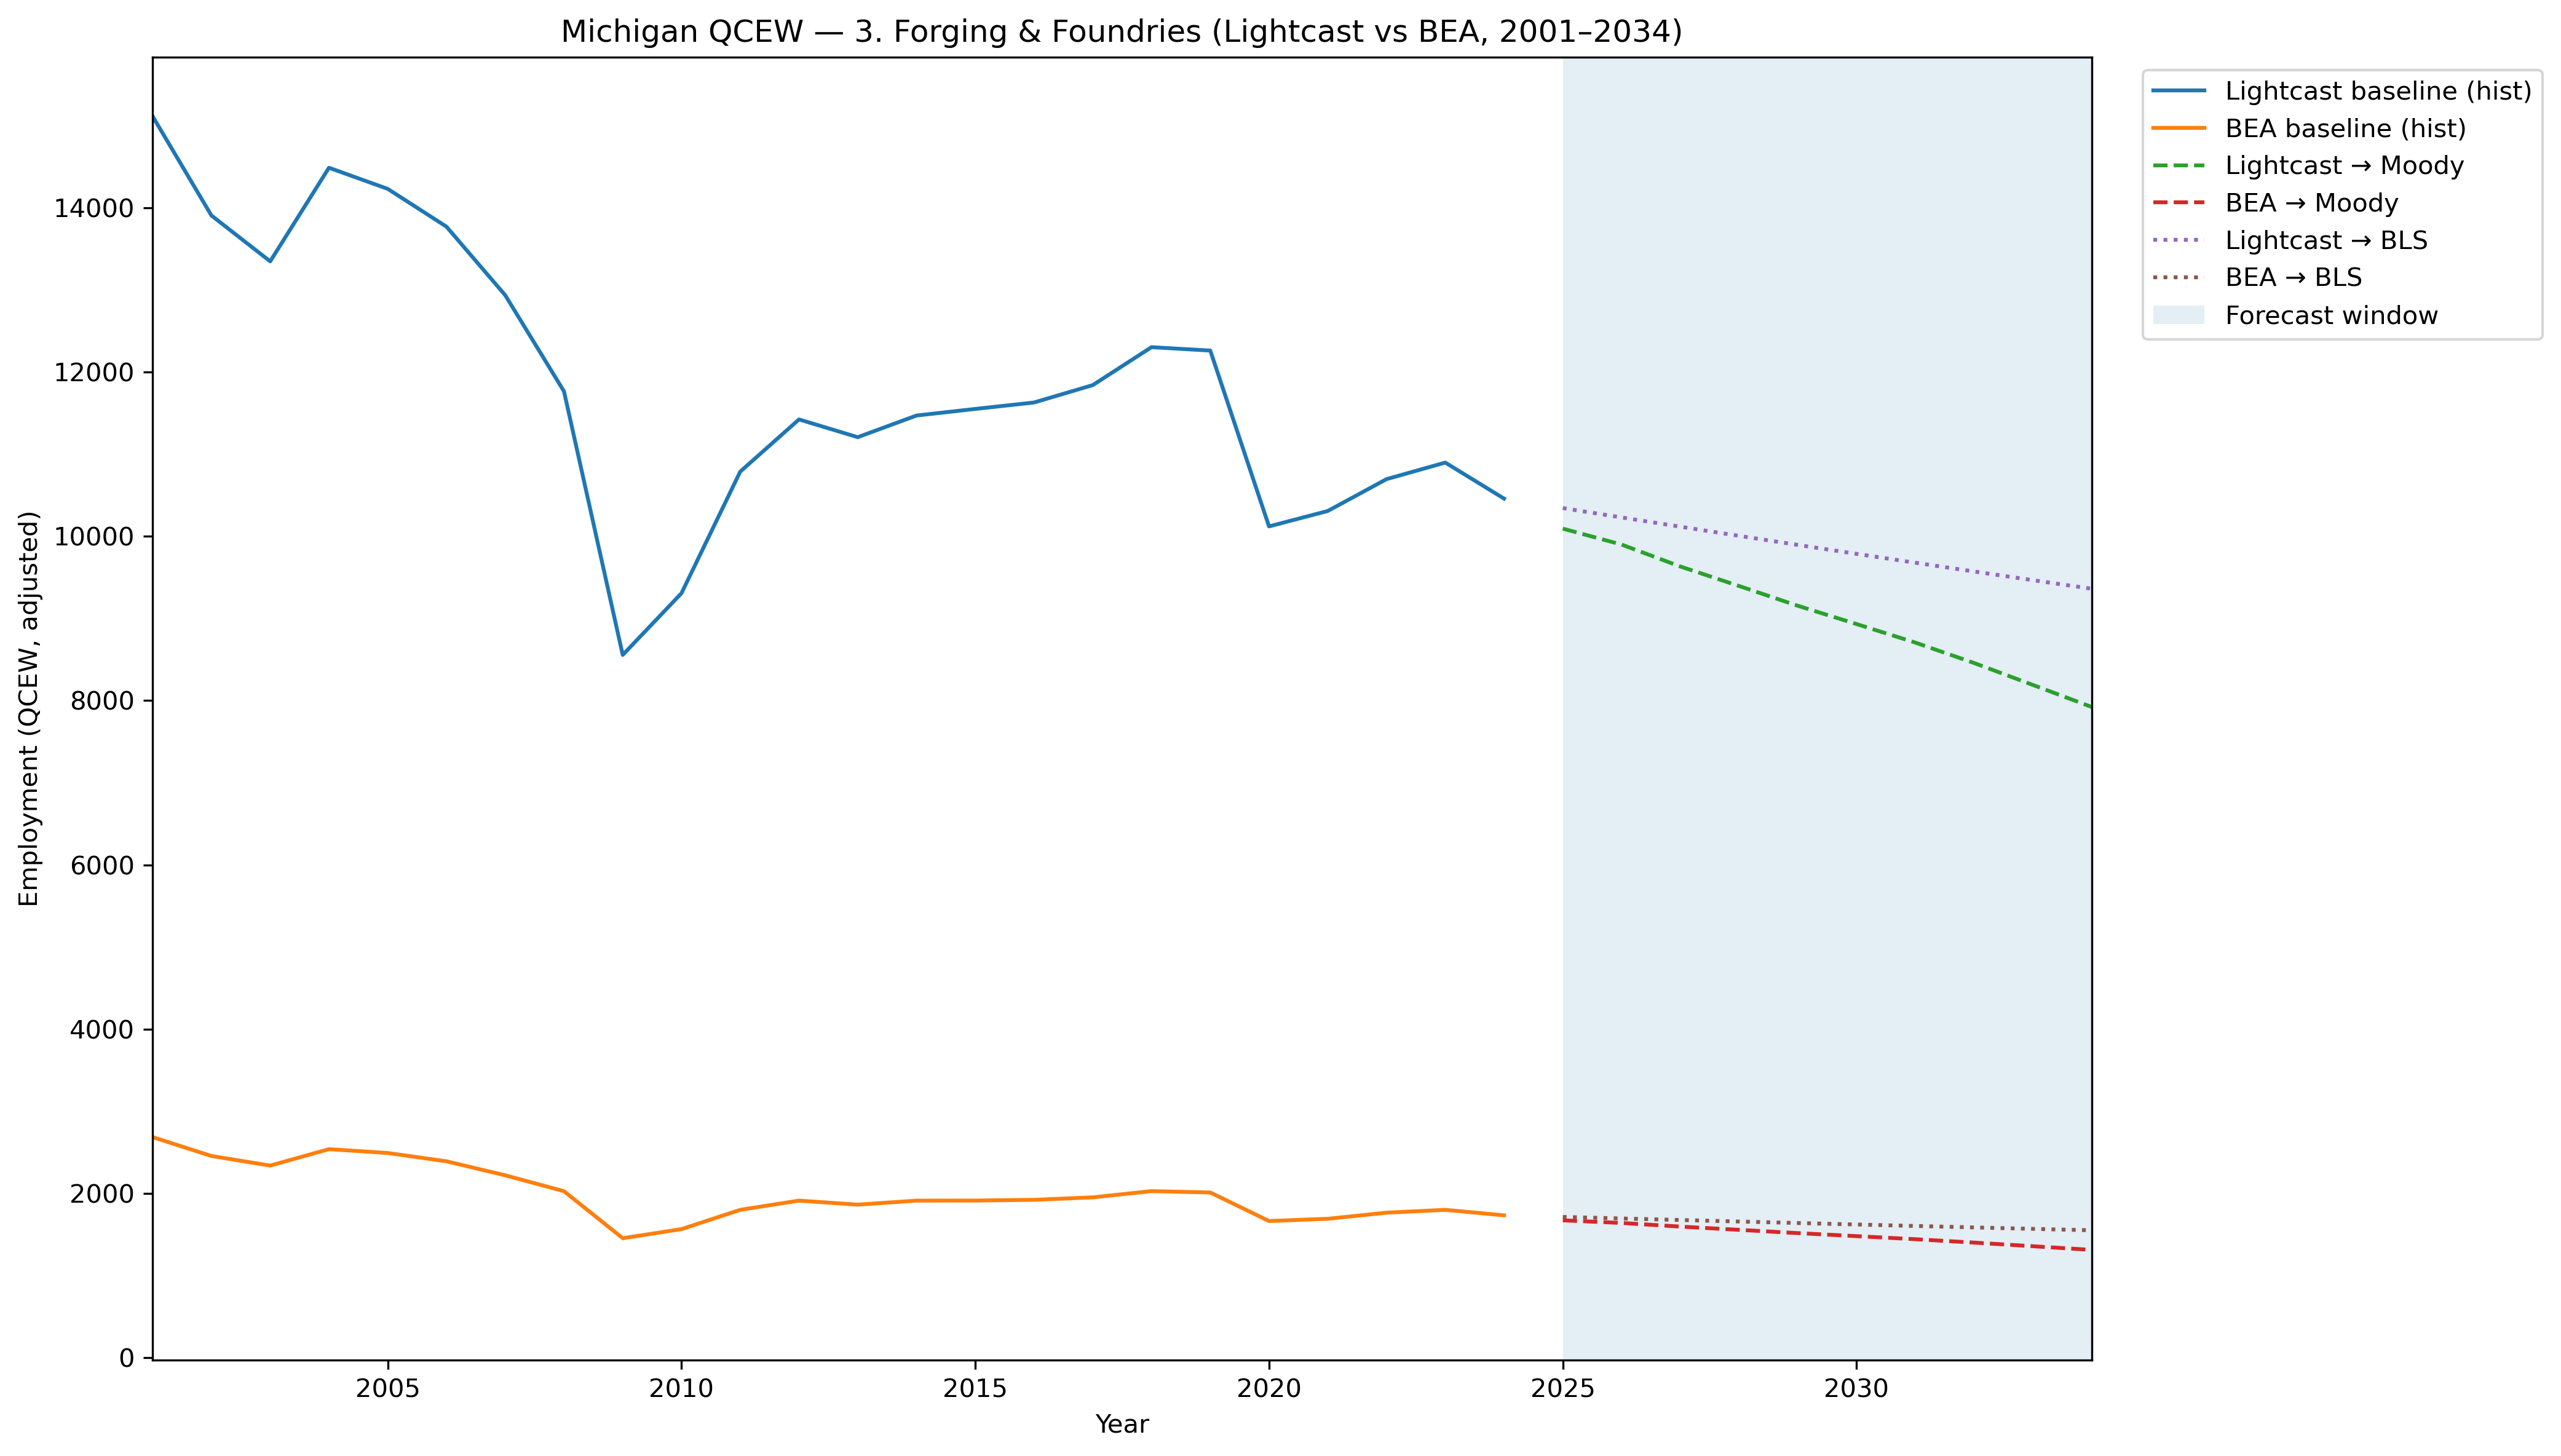 Michigan QCEW — 3. Forging & Foundries (Lightcast vs BEA, 2001–2034)
Lightcast baseline (hist)
BEA baseline (hist)
Lightcast → Moody
BEA → Moody
Lightcast → BLS
BEA → BLS
Forecast window
Employment (QCEW, adjusted)
14000
12000
10000
8000
6000
4000
2000
0
2005 2010 2015 2020 2025 2030
Year